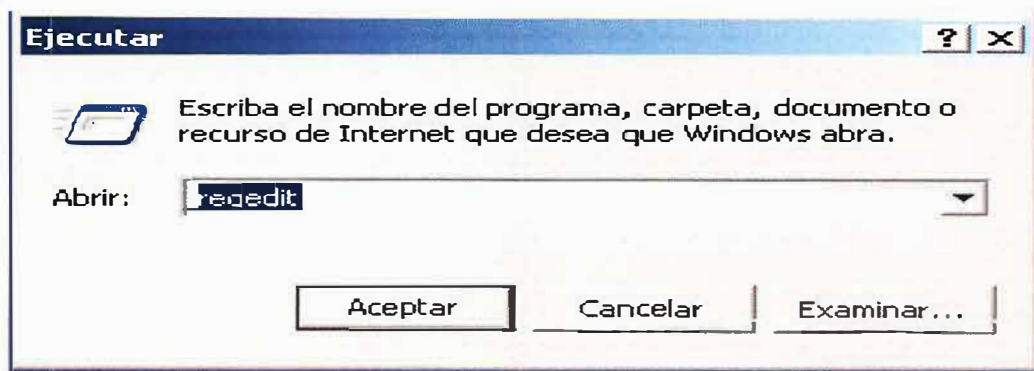 Ejecutar
Escriba el nombre del programa, carpeta, documento o
recurso de Internet que desea que Windows abra.
Abrir: regedit
Aceptar Cancelar Examinar...